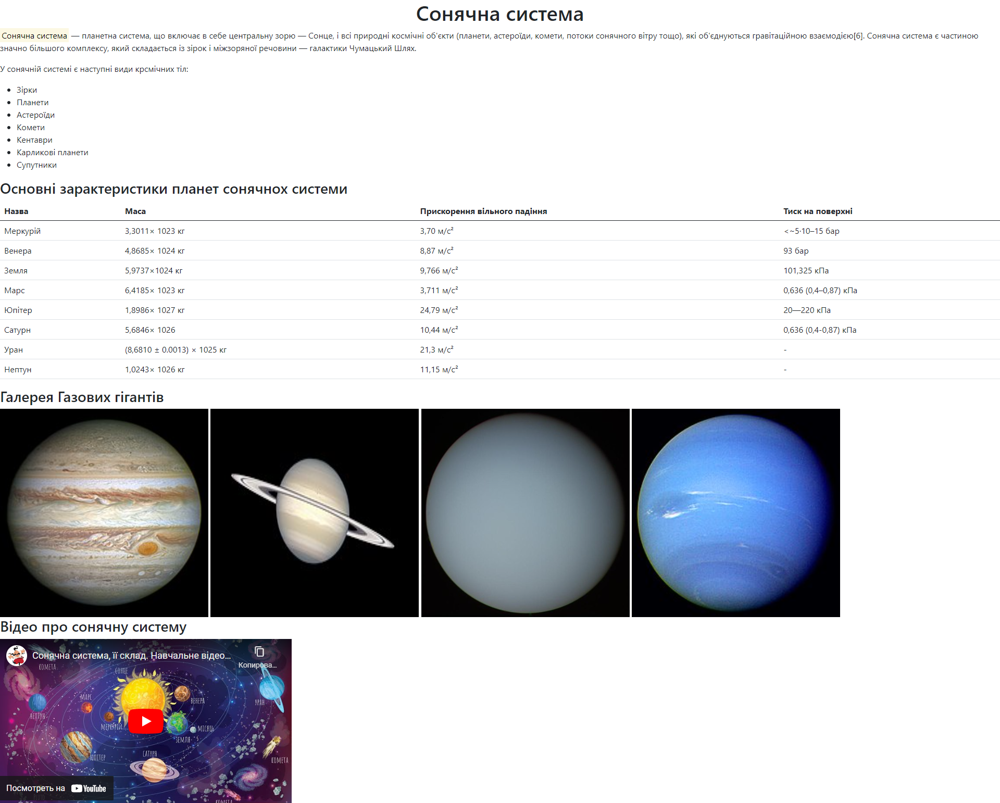 Сонячна система
Сонячна система — планетна система, що включає в себе центральну зорю — Сонце, і всі природні космічні об'єкти (планети, астероїди, комети, потоки сонячного вітру тощо), які об'єднуються гравітаційною взаємодією[6]. Сонячна система є частиною
значно більшого комплексу, який складається із зірок і міжзоряної речовини — галактики Чумацький Шлях.
У сонячній системі є наступні види крсмічних тіл:
Зірки
Планети
Астероїди
Комети
Кентаври
Карликові планети
Супутники
Основні зарактеристики планет сонячнох системи
Назва Маса Прискорення вільного падіння Тиск на поверхні
Меркурій 3,3011× 1023 кг 3,70 м/с² <~5·10–15 бар
Венера 4,8685× 1024 кг 8,87 м/с² 93 бар
Земля 5,9737×1024 кг 9,766 м/с² 101,325 кПа
Марс 6,4185× 1023 кг 3,711 м/с² 0,636 (0,4–0,87) кПа
Юпітер 1,8986× 1027 кг 24,79 м/с² 20—220 кПа
Сатурн 5,6846× 1026 10,44 м/с² 0,636 (0,4-0,87) кПа
Уран (8,6810 ± 0.0013) × 1025 кг 21,3 м/с² -
Нептун 1,0243× 1026 кг 11,15 м/с² -
Галерея Газових гігантів
Відео про сонячну систему
Сонячна система, її склад. Навчальне відео...
Копирова...
КОМЕТА
СОНЦЕ
МАРС
ВЕНЕРА
УРАН
НЕПТУН
МЕРКУРІЙ
МІСЯЦЬ
ЗЕМЛЯ
САТУРН
ЮПІТЕР
КОМЕТА
Посмотреть на YouTube
PLUTO
КОМЕТА